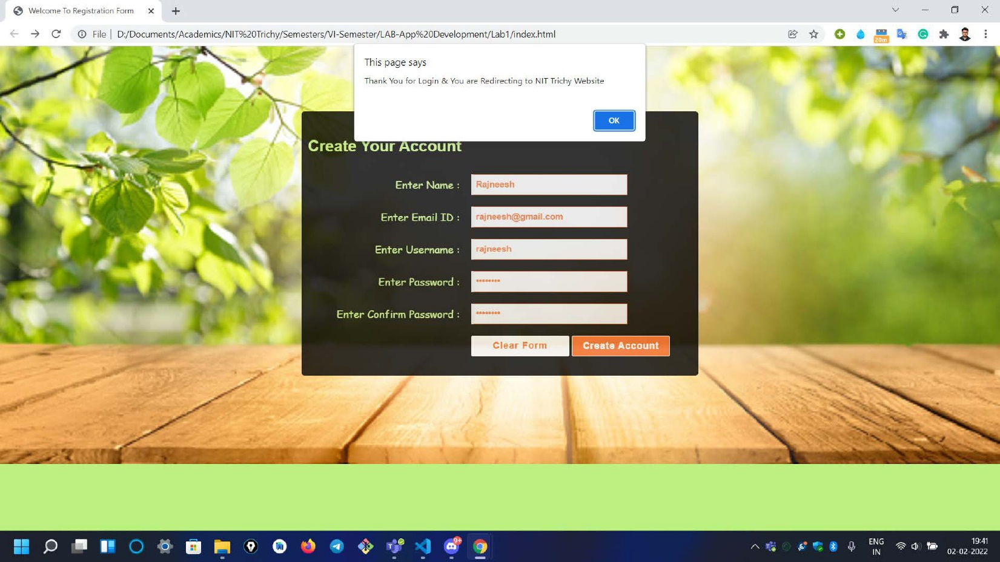 Welcome To Registration Form
File
D:/Documents/Academics/NIT%20Trichy/Semesters/VI-Semester/LAB-App%20Development/Lab1/index.html
20m
This page says
Thank You for Login & You are Redirecting to NIT Trichy Website
OK
Create Your Account
Enter Name : Rajneesh
Enter Email ID : rajneesh@gmail.com
Enter Username : rajneesh
Enter Password : ••••••••
Enter Confirm Password : ••••••••
Clear Form Create Account
9+
ENG
IN
19:41
02-02-2022